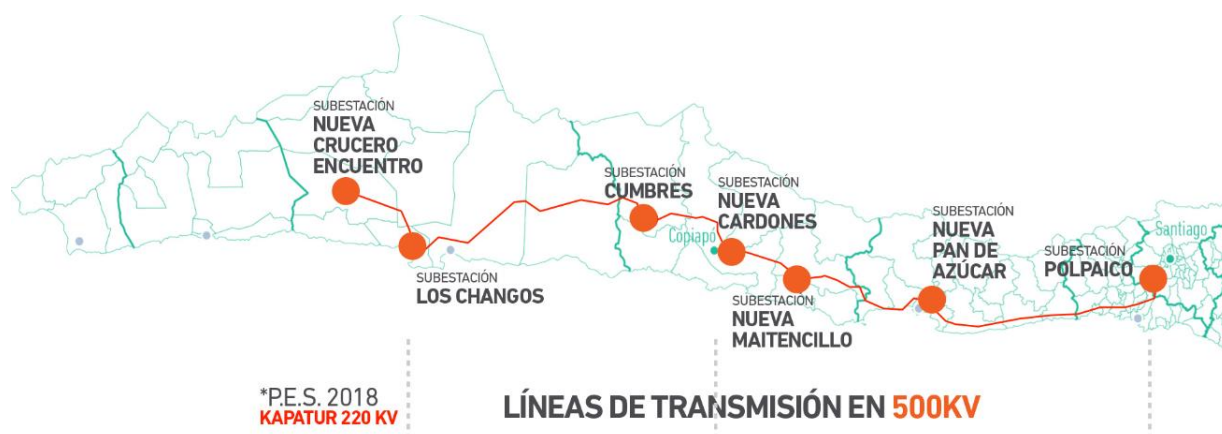 SUBESTACIÓN
NUEVA
CRUCERO
ENCUENTRO
SUBESTACIÓN
LOS CHANGOS
SUBESTACIÓN
CUMBRES
SUBESTACIÓN
NUEVA
CARDONES
Copiapó
SUBESTACIÓN
NUEVA
MAITENCILLO
SUBESTACIÓN
NUEVA
PAN DE
AZÚCAR
SUBESTACIÓN
POLPAICO
Santiago
*P.E.S. 2018
KAPATUR 220 KV
LÍNEAS DE TRANSMISIÓN EN 500KV